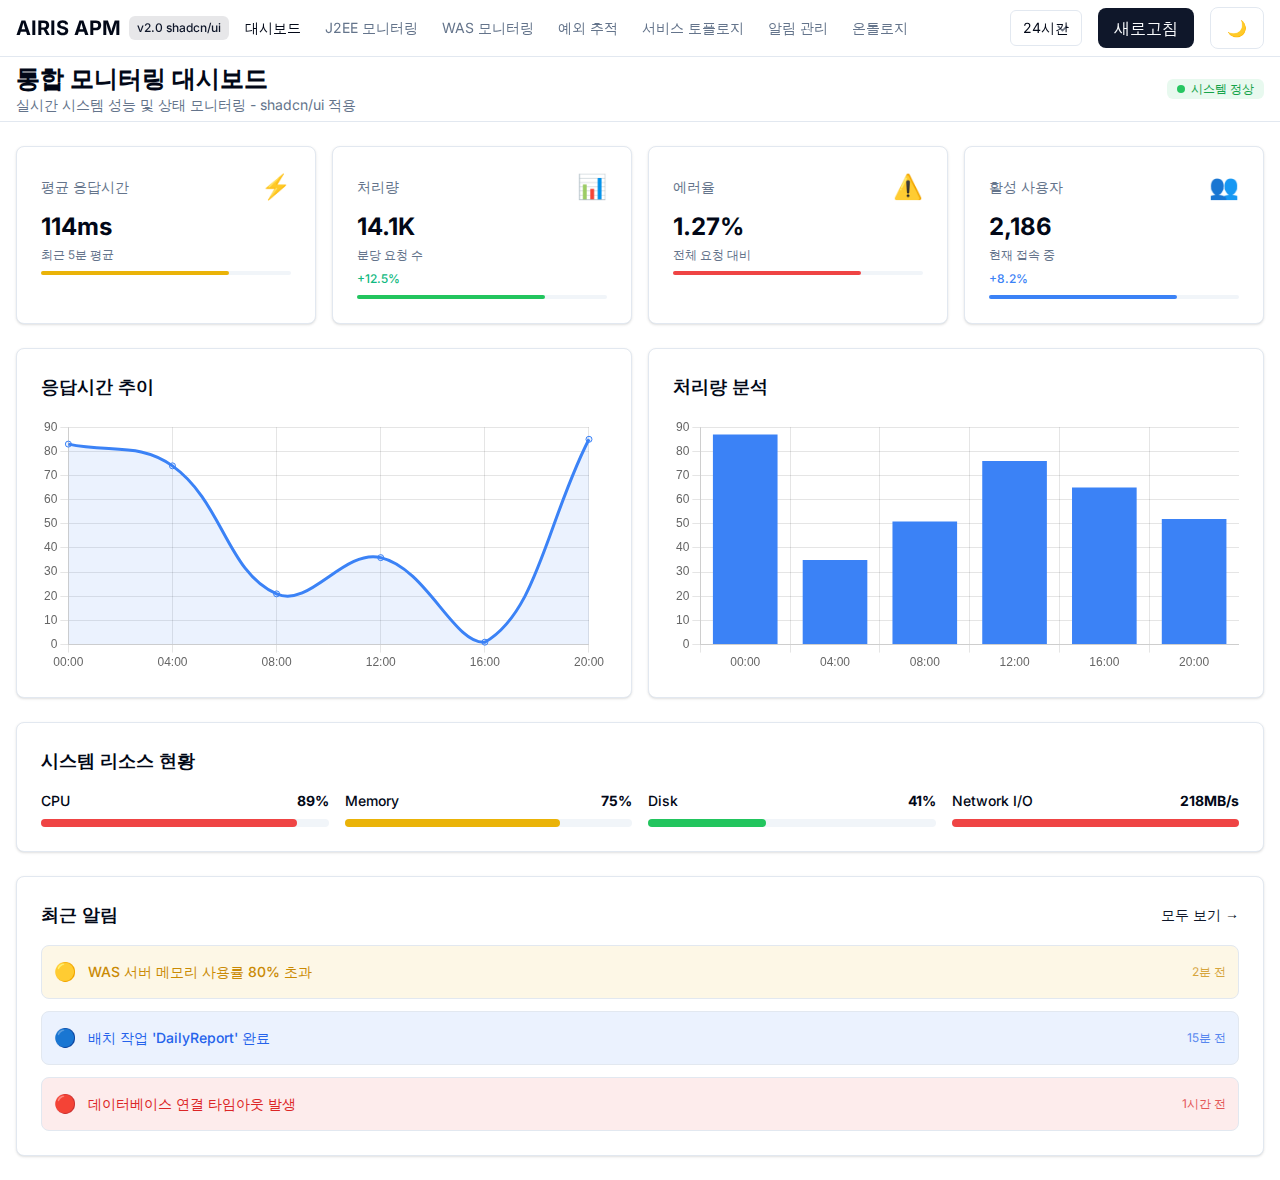 AIRIS APM v2.0 shadcn/ui 대시보드 J2EE 모니터링 WAS 모니터링 예외 추적 서비스 토폴로지 알림 관리 온톨로지 24시간 새로고침
통합 모니터링 대시보드
실시간 시스템 성능 및 상태 모니터링 - shadcn/ui 적용
시스템 정상
평균 응답시간
114ms
최근 5분 평균
처리량
14.1K
분당 요청 수
+12.5%
에러율
1.27%
전체 요청 대비
활성 사용자
2,186
현재 접속 중
+8.2%
응답시간 추이
90
80
70
60
50
40
30
20
10
0
00:00 04:00 08:00 12:00 16:00 20:00
처리량 분석
90
80
70
60
50
40
30
20
10
0
00:00 04:00 08:00 12:00 16:00 20:00
시스템 리소스 현황
CPU 89% Memory 75% Disk 41% Network I/O 218MB/s
최근 알림 모두 보기 →
WAS 서버 메모리 사용률 80% 초과 2분 전
배치 작업 'DailyReport' 완료 15분 전
데이터베이스 연결 타임아웃 발생 1시간 전